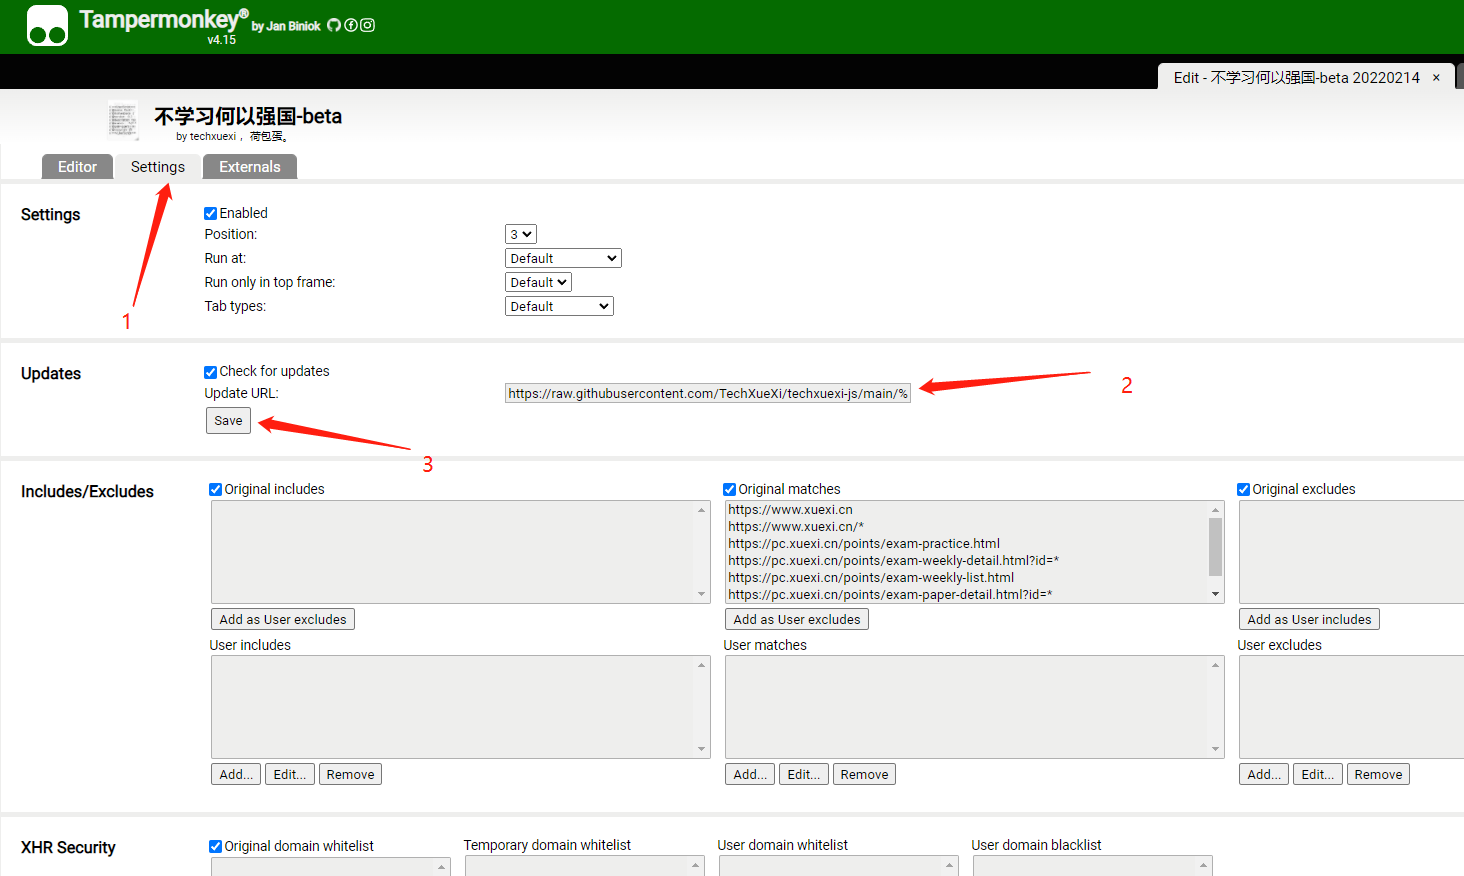 Tampermonkey® by Jan Biniok
v4.15
Edit - 不学习何以强国-beta 20220214 ×
不学习何以强国-beta
by techxuexi ，荷包蛋。
Editor Settings Externals
Settings
Enabled
Position: 3
Run at: Default
Run only in top frame: Default
Tab types: Default
1
Updates
Check for updates
Update URL: https://raw.githubusercontent.com/TechXueXi/techxuexi-js/main/%
2
Save
3
Includes/Excludes
Original includes
Original matches
Original excludes
https://www.xuexi.cn
https://www.xuexi.cn/*
https://pc.xuexi.cn/points/exam-practice.html
https://pc.xuexi.cn/points/exam-weekly-detail.html?id=*
https://pc.xuexi.cn/points/exam-weekly-list.html
https://pc.xuexi.cn/points/exam-paper-detail.html?id=*
Add as User excludes
Add as User excludes
Add as User includes
User includes
User matches
User excludes
Add... Edit... Remove
Add... Edit... Remove
Add... Edit... Remove
XHR Security
Original domain whitelist
Temporary domain whitelist
User domain whitelist
User domain blacklist